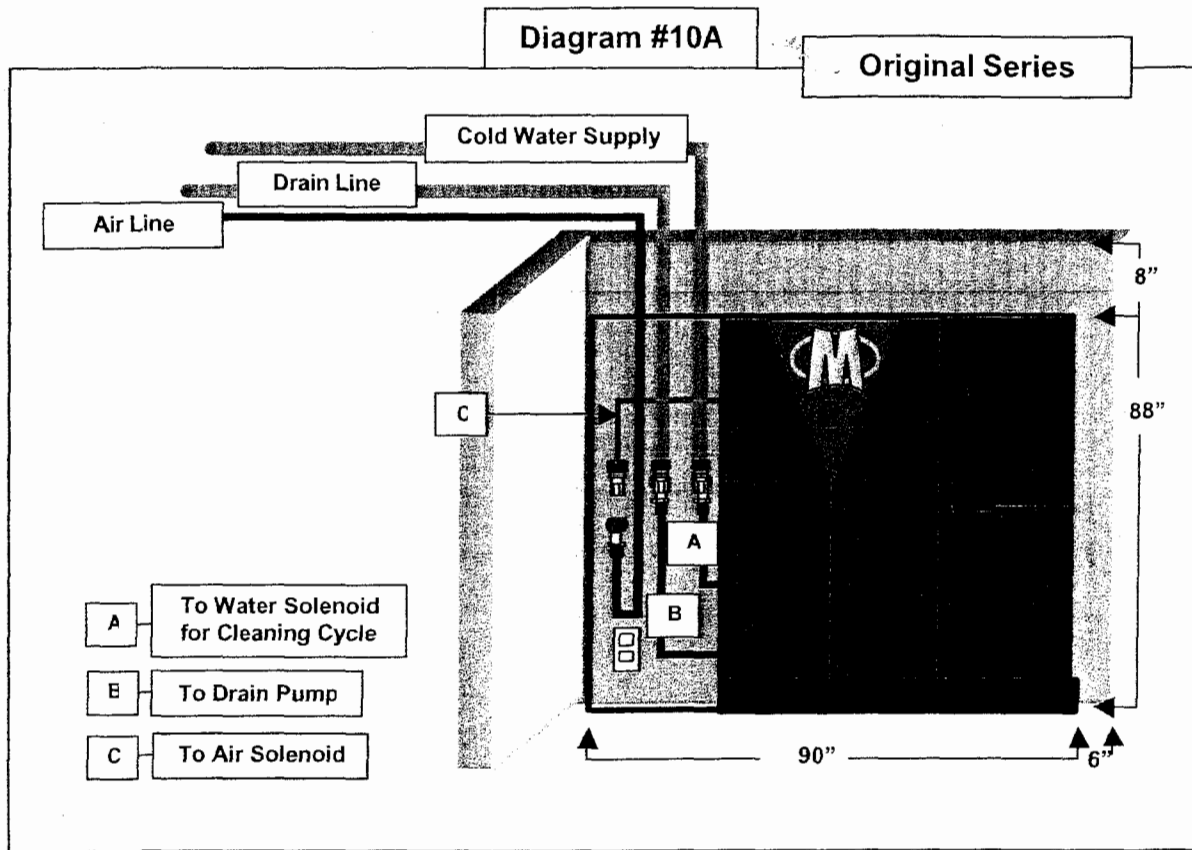 Diagram #10A
Original Series
Cold Water Supply
Drain Line
Air Line
8”
M
C
88”
A
B
A
To Water Solenoid
for Cleaning Cycle
B
To Drain Pump
C
To Air Solenoid
90”
6”